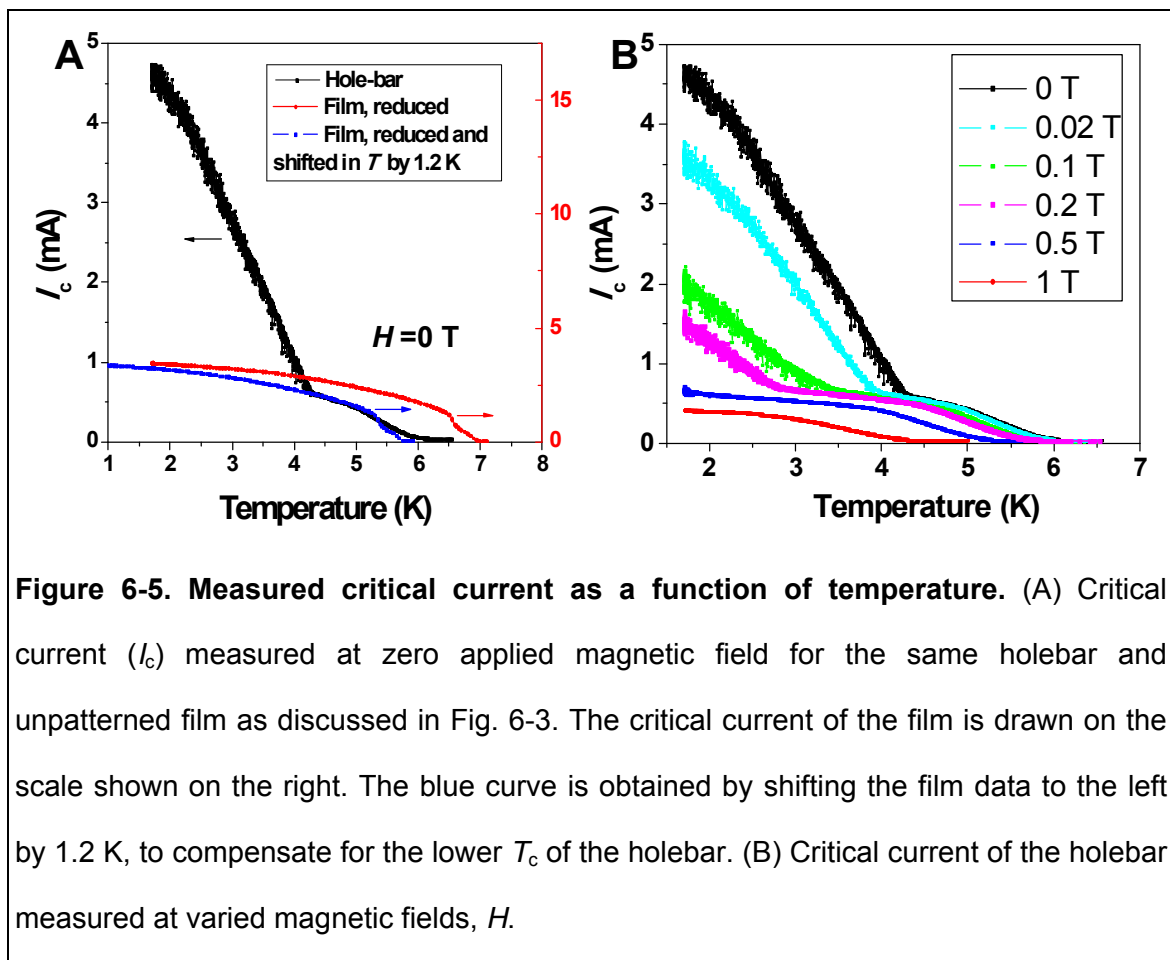 A
5
4
3
2
1
0
I_c (mA)
Hole-bar
Film, reduced
Film, reduced and
shifted in T by 1.2 K
H =0 T
15
10
5
0
1 2 3 4 5 6 7 8
Temperature (K)
B
5
4
3
2
1
0
I_c (mA)
0 T
0.02 T
0.1 T
0.2 T
0.5 T
1 T
2 3 4 5 6 7
Temperature (K)
Figure 6-5. Measured critical current as a function of temperature. (A) Critical
current (I_c) measured at zero applied magnetic field for the same holebar and
unpatterned film as discussed in Fig. 6-3. The critical current of the film is drawn on the
scale shown on the right. The blue curve is obtained by shifting the film data to the left
by 1.2 K, to compensate for the lower T_c of the holebar. (B) Critical current of the holebar
measured at varied magnetic fields, H.